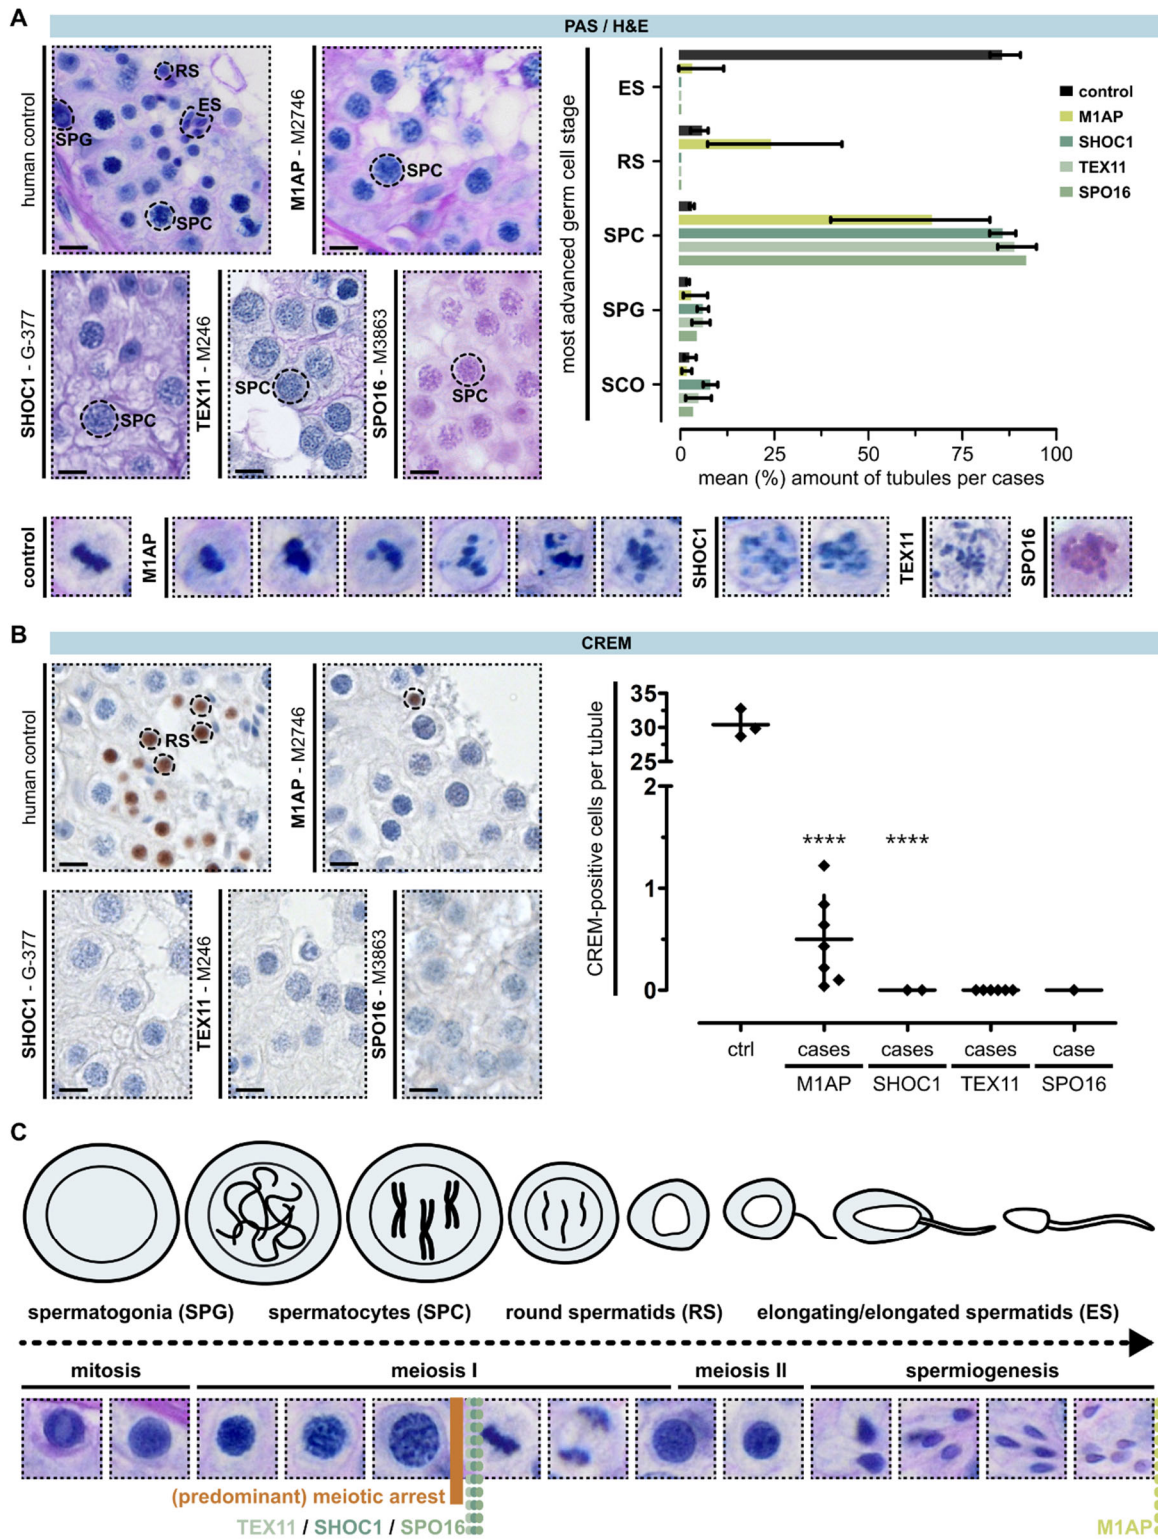 A
PAS / H&E
human control
RS
ES
SPG
SPC
M1AP - M2746
SPC
SHOC1 - G-377
SPC
TEX11 - M246
SPC
SPO16 - M3863
SPC
most advanced germ cell stage
ES
RS
SPC
SPG
SCO
0 25 50 75 100
mean (%) amount of tubules per cases
control
M1AP
SHOC1
TEX11
SPO16
control
M1AP
SHOC1
TEX11
SPO16
B
CREM
human control
RS
M1AP - M2746
SHOC1 - G-377
TEX11 - M246
SPO16 - M3863
CREM-positive cells per tubule
35
30
25
2
1
0
**** ****
ctrl cases cases cases case
M1AP SHOC1 TEX11 SPO16
C
spermatogonia (SPG) spermatocytes (SPC) round spermatids (RS) elongating/elongated spermatids (ES)
mitosis meiosis I meiosis II spermiogenesis
(predominant) meiotic arrest
TEX11 / SHOC1 / SPO16 M1AP